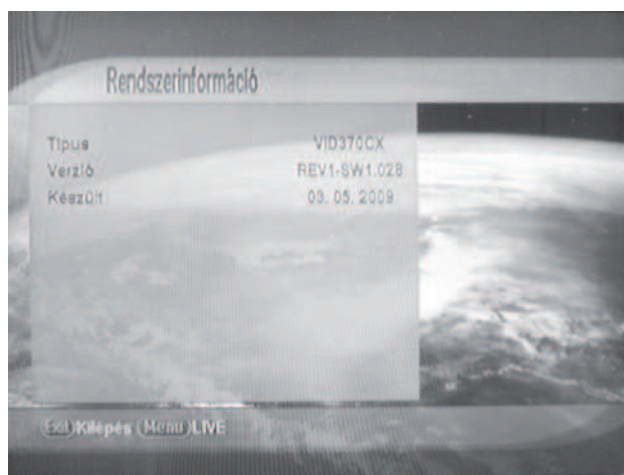 Rendszerinformáció
Típus VID370CX
Verzió REV1-SW1.028
Készült 03. 05. 2009
Exit Kilépés Menu LIVE